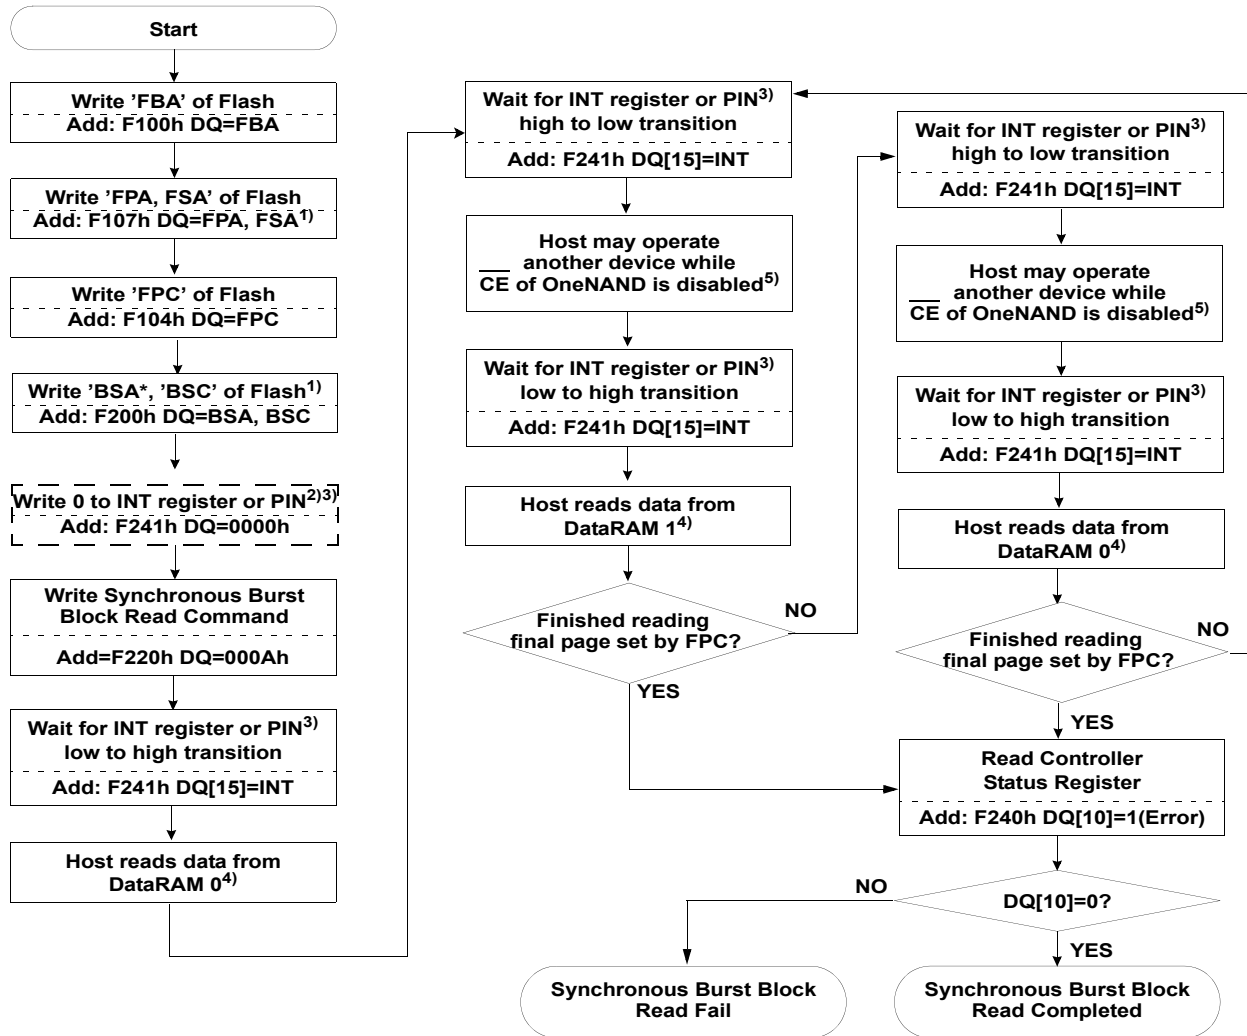 Start
Write ’FBA’ of Flash
Add: F100h DQ=FBA
Write ’FPA, FSA’ of Flash
Add: F107h DQ=FPA, FSA1)
Write ’FPC’ of Flash
Add: F104h DQ=FPC
Write ’BSA*, ’BSC’ of Flash1)
Add: F200h DQ=BSA, BSC
Write 0 to INT register or PIN2)3)
Add: F241h DQ=0000h
Write Synchronous Burst
Block Read Command
Add=F220h DQ=000Ah
Wait for INT register or PIN3)
low to high transition
Add: F241h DQ[15]=INT
Host reads data from
DataRAM 04)
Wait for INT register or PIN3)
high to low transition
Add: F241h DQ[15]=INT
Host may operate
another device while
CE of OneNAND is disabled5)
Wait for INT register or PIN3)
low to high transition
Add: F241h DQ[15]=INT
Host reads data from
DataRAM 14)
Finished reading
final page set by FPC?
NO
YES
Wait for INT register or PIN3)
high to low transition
Add: F241h DQ[15]=INT
Host may operate
another device while
CE of OneNAND is disabled5)
Wait for INT register or PIN3)
low to high transition
Add: F241h DQ[15]=INT
Host reads data from
DataRAM 04)
Finished reading
final page set by FPC?
NO
YES
Read Controller
Status Register
Add: F240h DQ[10]=1(Error)
DQ[10]=0?
NO
YES
Synchronous Burst Block
Read Fail
Synchronous Burst Block
Read Completed